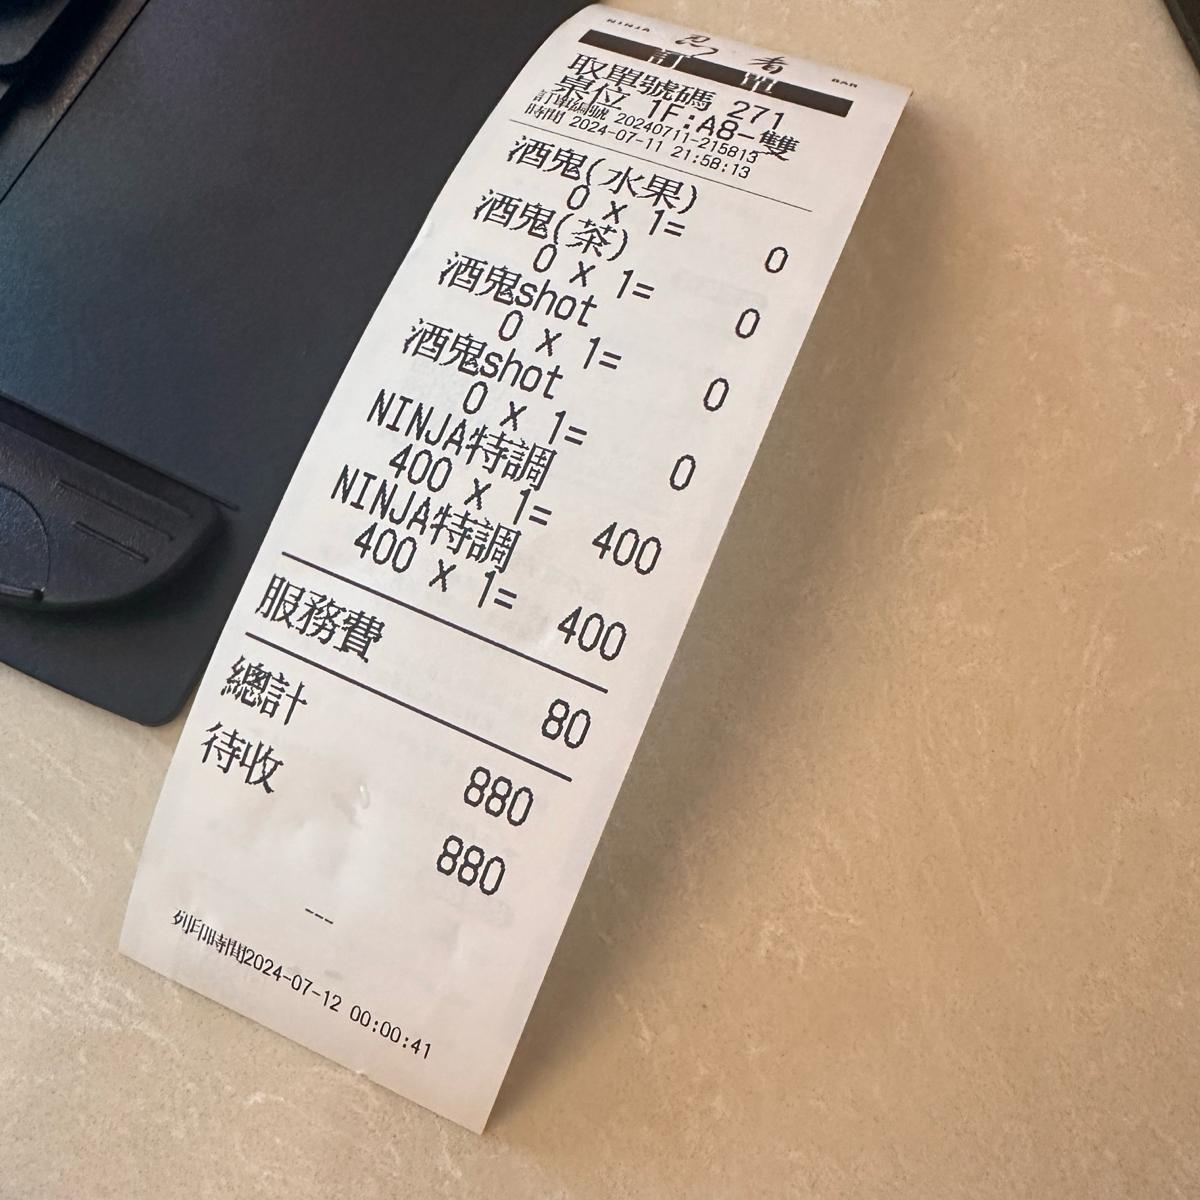 NINJA 忍者 BAR
訂單
取單號碼 271
桌位 1F:A8-雙
訂單編號 20240711-215813
時間 2024-07-11 21:58:13
酒鬼(水果)
0 X 1= 0
酒鬼(茶)
0 X 1= 0
酒鬼shot
0 X 1= 0
酒鬼shot
0 X 1= 0
NINJA特調
400 X 1= 400
NINJA特調
400 X 1= 400
服務費 80
總計 880
待收 880
---
列印時間2024-07-12 00:00:41